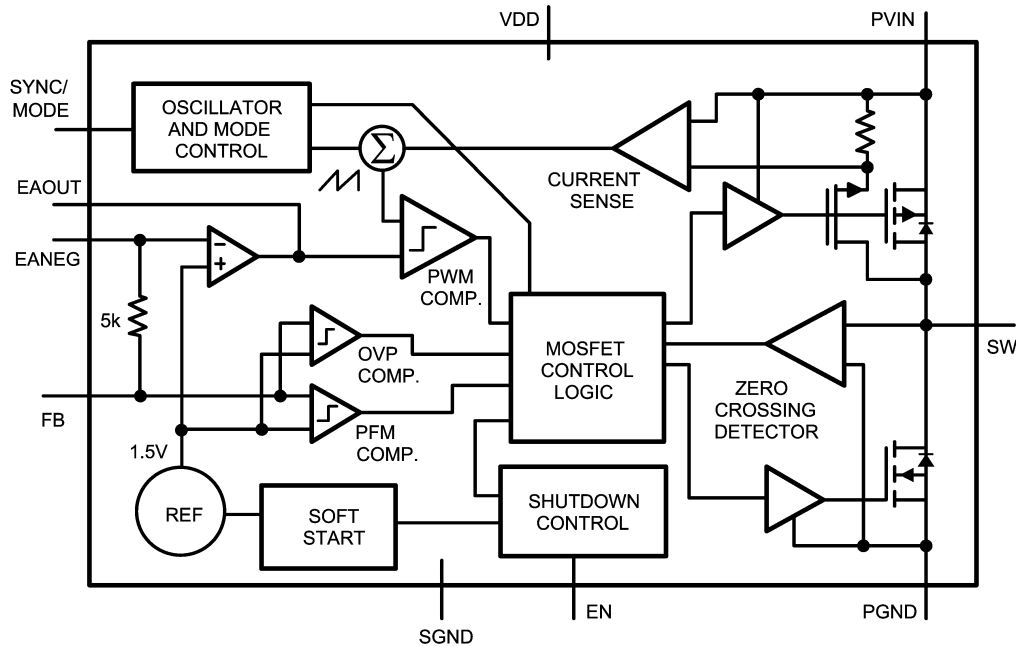 VDD
PVIN
SYNC/
MODE
OSCILLATOR
AND MODE
CONTROL
Σ
CURRENT
SENSE
EAOUT
EANEG
−
+
PWM
COMP.
5k
OVP
COMP.
MOSFET
CONTROL
LOGIC
SW
ZERO
CROSSING
DETECTOR
FB
PFM
COMP.
1.5V
REF
SOFT
START
SHUTDOWN
CONTROL
EN
PGND
SGND